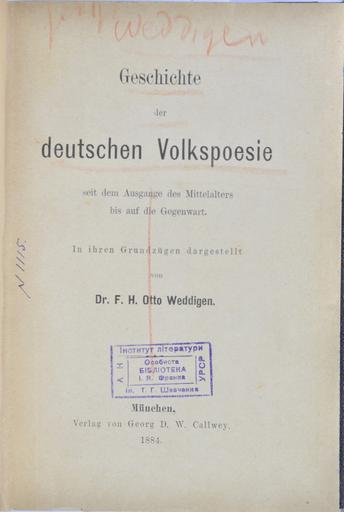 Weddigen
Geschichte
der
deutschen Volkspoesie
seit dem Ausgange des Mittelalters
bis auf die Gegenwart.
In ihren Grundzügen dargestellt
von
Dr. F. H. Otto Weddigen.
N 1115.
Інститут літератури
А Н
Особиста
БІБЛІОТЕКА
І. Я. Франка
УРСР
ім. Т. Г. Шевченка
München,
Verlag von Georg D. W. Callwey.
1884.